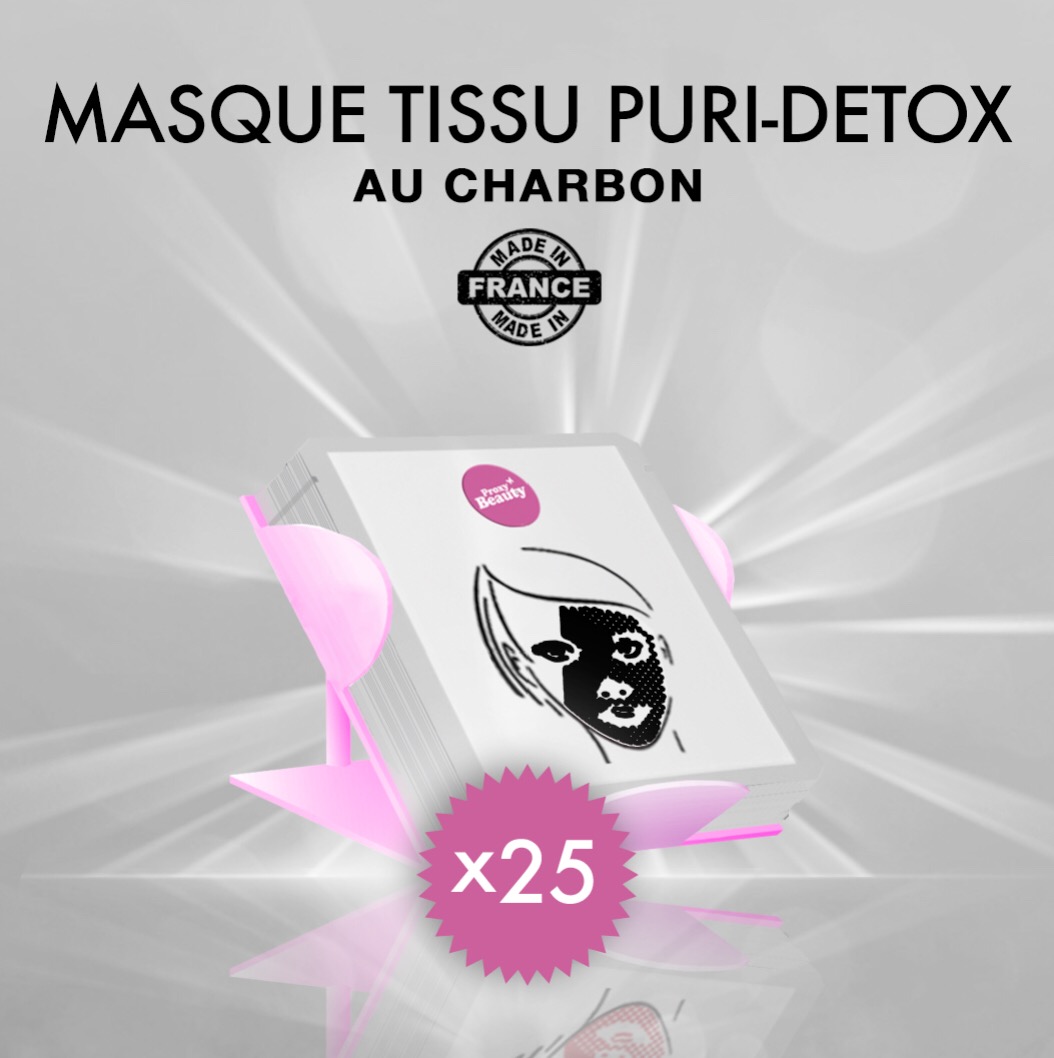 MASQUE TISSU PURI-DETOX
AU CHARBON
MADE IN
FRANCE
MADE IN
Proxy
Beauty
x25